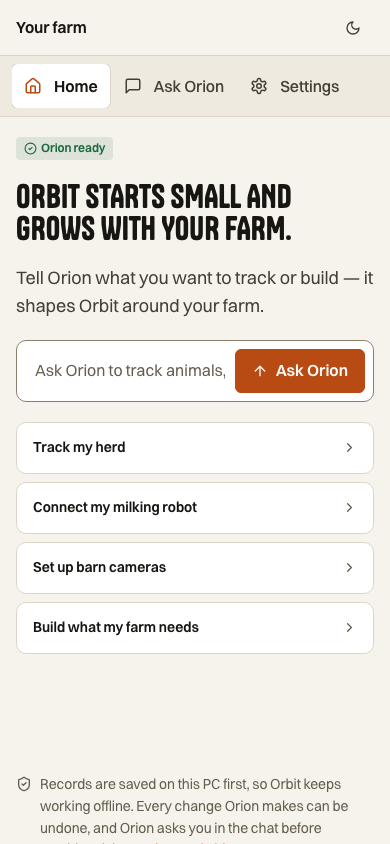 Your farm
Home
Ask Orion
Settings
Orion ready
ORBIT STARTS SMALL AND
GROWS WITH YOUR FARM.
Tell Orion what you want to track or build — it
shapes Orbit around your farm.
Ask Orion to track animals,
Ask Orion
Track my herd
Connect my milking robot
Set up barn cameras
Build what my farm needs
Records are saved on this PC first, so Orbit keeps
working offline. Every change Orion makes can be
undone, and Orion asks you in the chat before